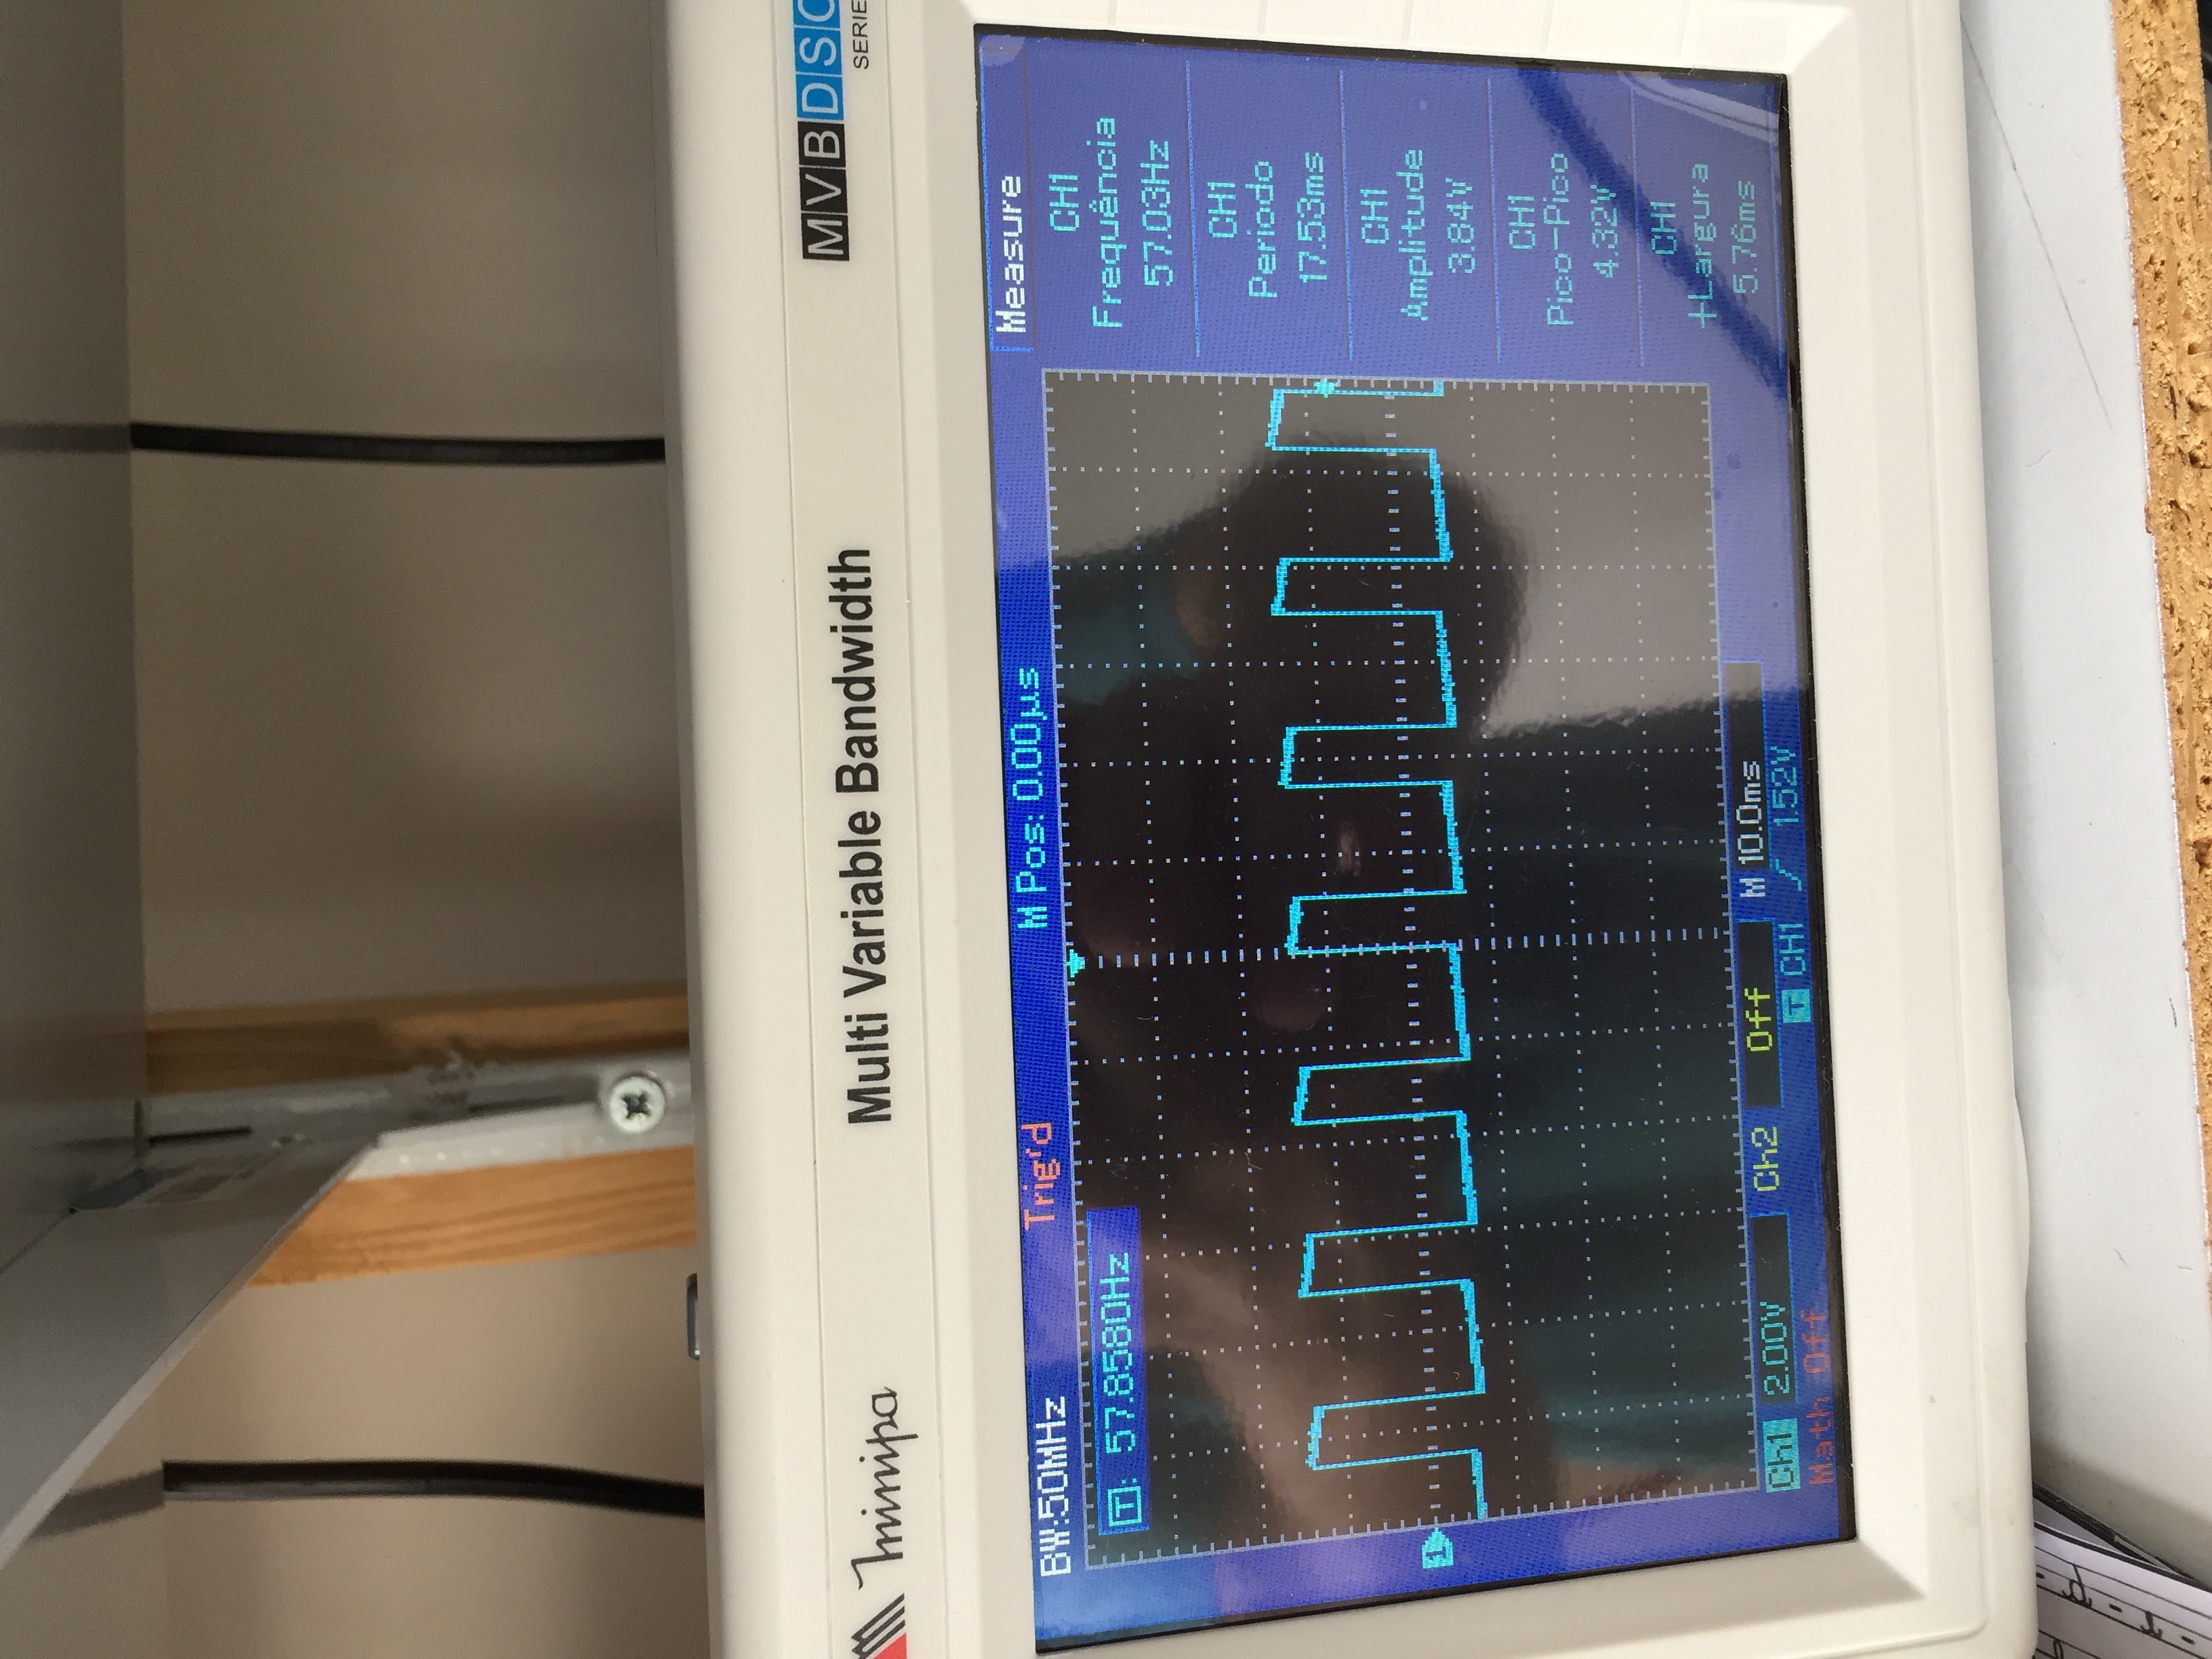 minipa
Multi Variable Bandwidth
MVBDSO
SERIE
BW:50MHz
Trig'd
M Pos: 0.00µs
Measure
T: 57.8580Hz
CH1
Frequência
57.03Hz
CH1
Periodo
17.53ms
CH1
Amplitude
3.84V
CH1
Pico-Pico
4.32V
CH1
+Largura
5.76ms
1
Ch1 2.00V
Ch2 Off
M 10.0ms
T CH1 1.52V
Math Off